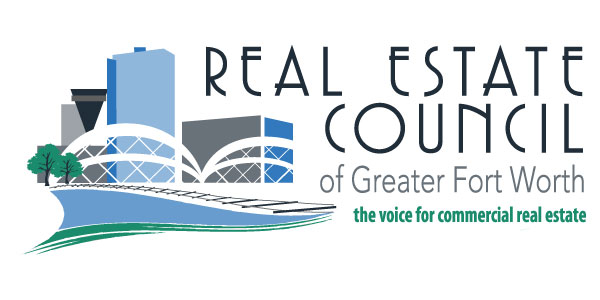 REAL ESTATE
COUNCIL
of Greater Fort Worth
the voice for commercial real estate